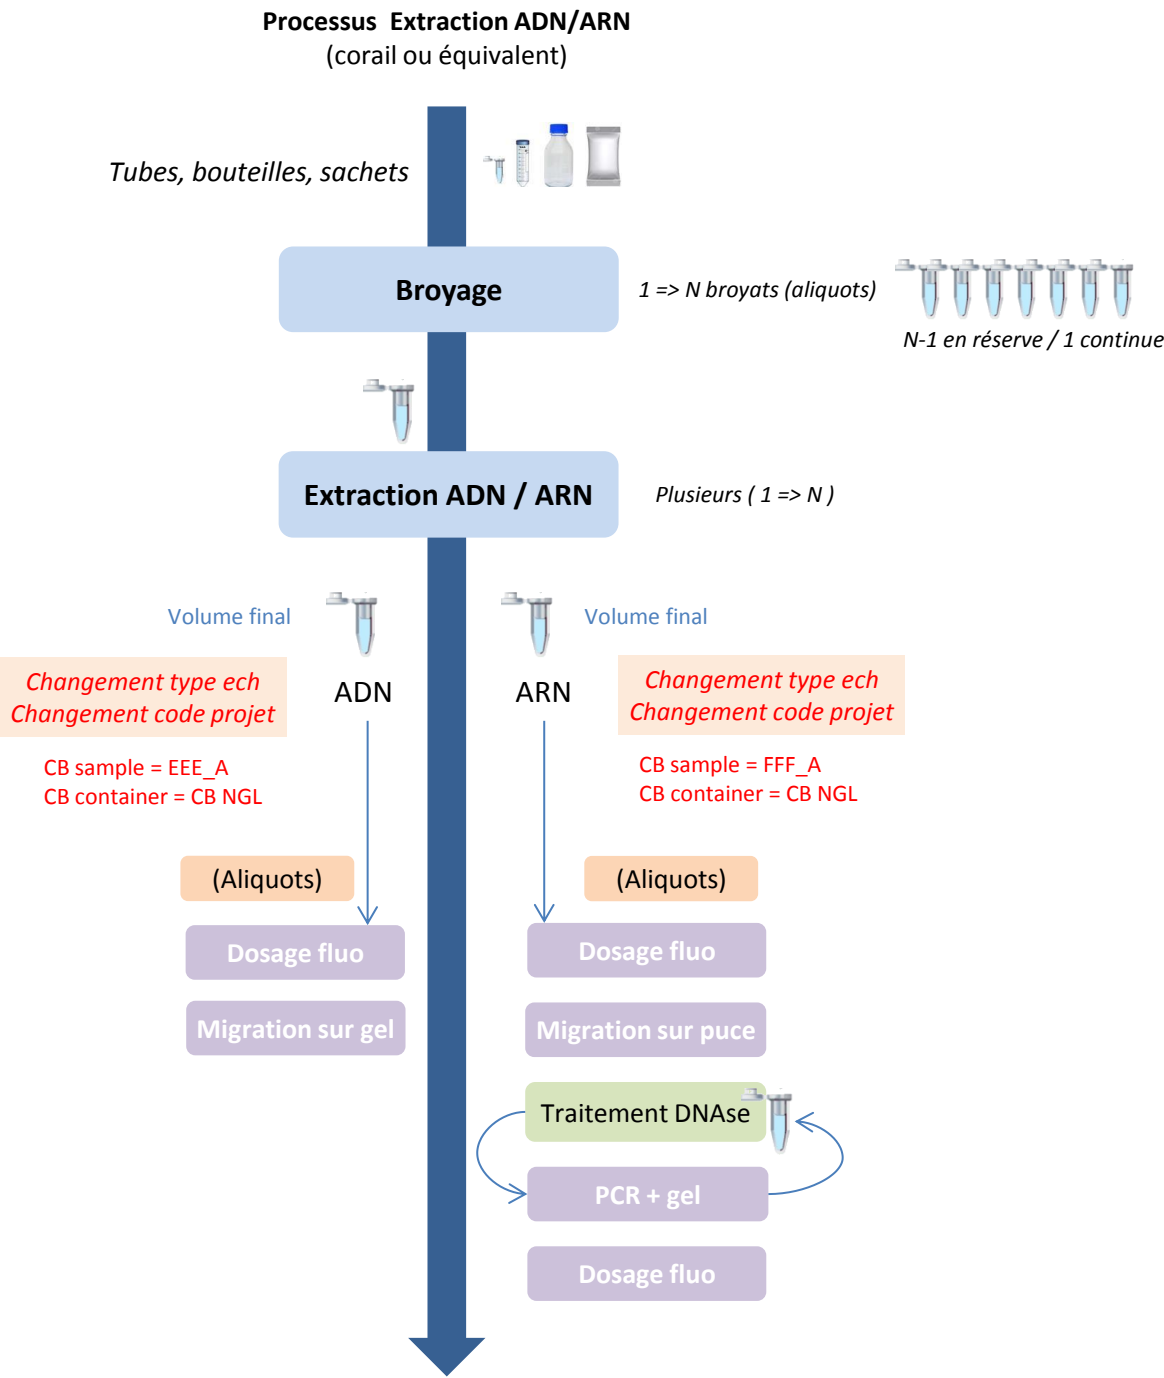 Processus Extraction ADN/ARN
(corail ou équivalent)
Tubes, bouteilles, sachets
Broyage
1 => N broyats (aliquots)
N-1 en réserve / 1 continue
Extraction ADN / ARN
Plusieurs ( 1 => N )
Volume final
Volume final
ADN
ARN
Changement type ech
Changement code projet
Changement type ech
Changement code projet
CB sample = EEE_A
CB container = CB NGL
CB sample = FFF_A
CB container = CB NGL
(Aliquots)
(Aliquots)
Dosage fluo
Dosage fluo
Migration sur gel
Migration sur puce
Traitement DNAse
PCR + gel
Dosage fluo